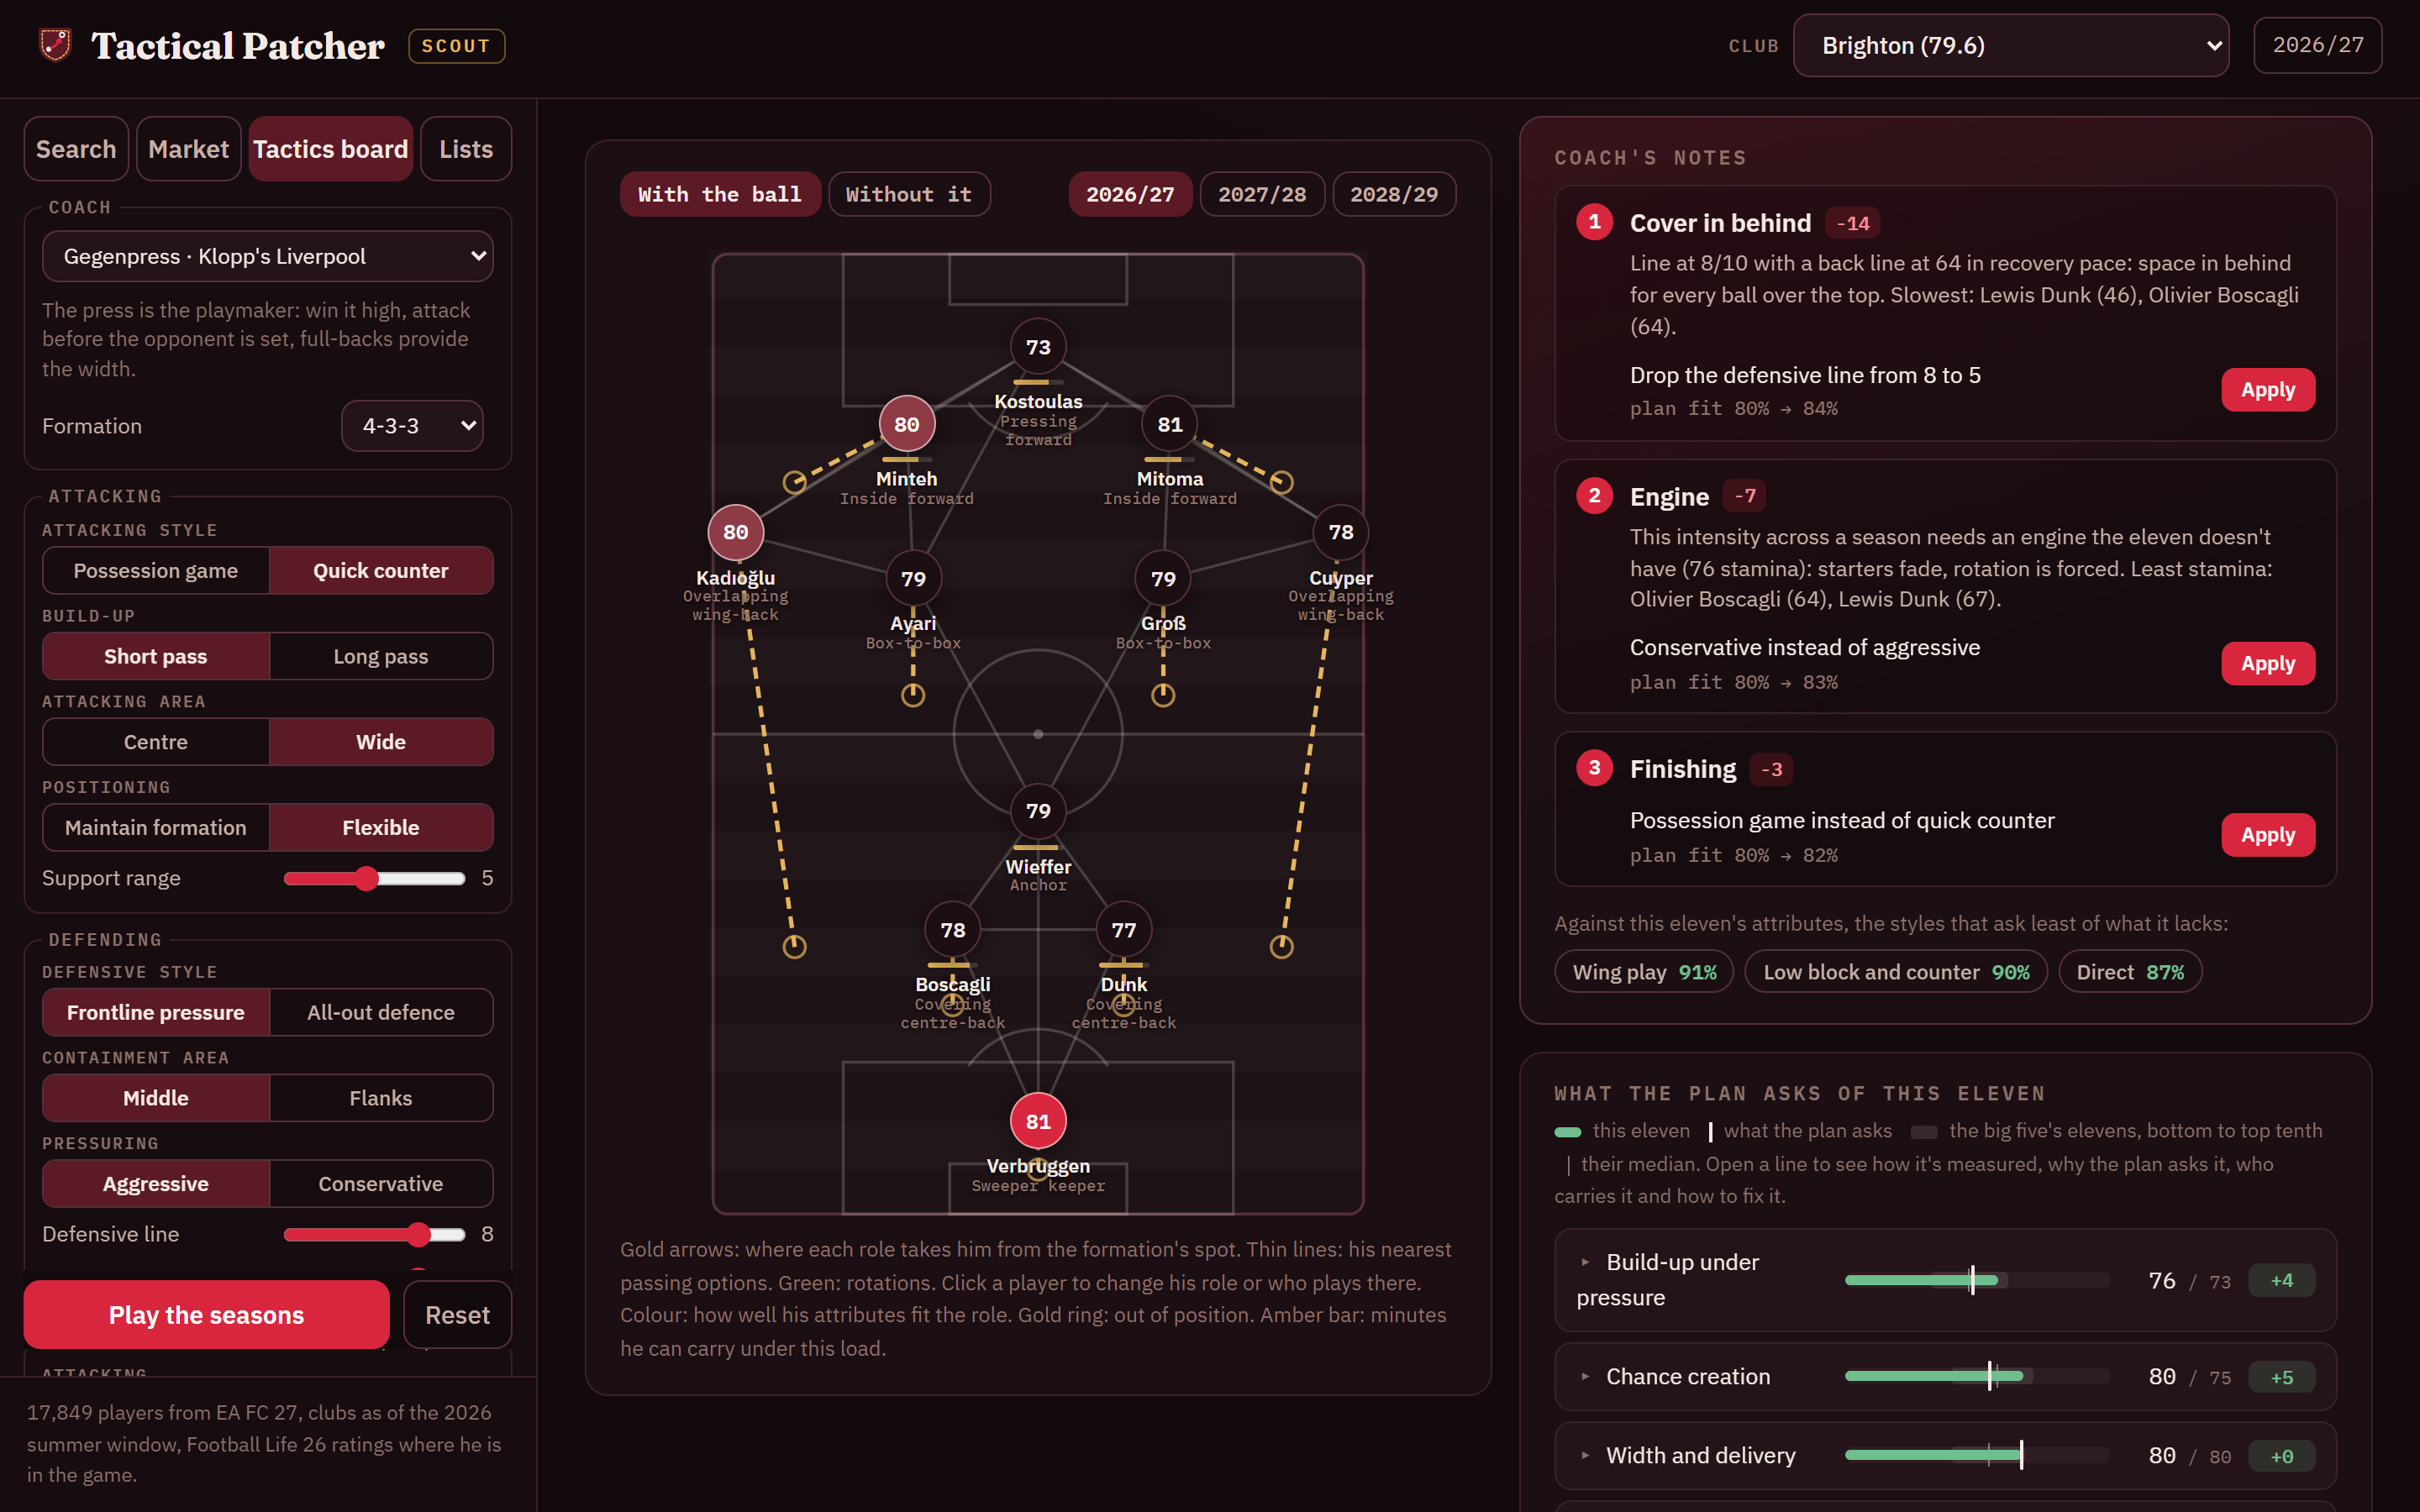 Tactical Patcher
SCOUT
CLUB
Brighton (79.6)
2026/27
Search
Market
Tactics board
Lists
COACH
Gegenpress · Klopp's Liverpool
The press is the playmaker: win it high, attack
before the opponent is set, full-backs provide
the width.
Formation
4-3-3
ATTACKING
ATTACKING STYLE
Possession game
Quick counter
BUILD-UP
Short pass
Long pass
ATTACKING AREA
Centre
Wide
POSITIONING
Maintain formation
Flexible
Support range
5
DEFENDING
DEFENSIVE STYLE
Frontline pressure
All-out defence
CONTAINMENT AREA
Middle
Flanks
PRESSURING
Aggressive
Conservative
Defensive line
8
Play the seasons
Reset
ATTACKING
17,849 players from EA FC 27, clubs as of the 2026
summer window, Football Life 26 ratings where he is
in the game.
With the ball
Without it
2026/27
2027/28
2028/29
73
Kostoulas
Pressing
forward
80
Minteh
Inside forward
81
Mitoma
Inside forward
80
Kadıoğlu
Overlapping
wing-back
78
Cuyper
Overlapping
wing-back
79
Ayari
Box-to-box
79
Groß
Box-to-box
79
Wieffer
Anchor
78
Boscagli
Covering
centre-back
77
Dunk
Covering
centre-back
81
Verbruggen
Sweeper keeper
Gold arrows: where each role takes him from the formation's spot. Thin lines: his nearest
passing options. Green: rotations. Click a player to change his role or who plays there.
Colour: how well his attributes fit the role. Gold ring: out of position. Amber bar: minutes
he can carry under this load.
COACH'S NOTES
1 Cover in behind -14
Line at 8/10 with a back line at 64 in recovery pace: space in behind
for every ball over the top. Slowest: Lewis Dunk (46), Olivier Boscagli
(64).
Drop the defensive line from 8 to 5
plan fit 80% → 84%
Apply
2 Engine -7
This intensity across a season needs an engine the eleven doesn't
have (76 stamina): starters fade, rotation is forced. Least stamina:
Olivier Boscagli (64), Lewis Dunk (67).
Conservative instead of aggressive
plan fit 80% → 83%
Apply
3 Finishing -3
Possession game instead of quick counter
plan fit 80% → 82%
Apply
Against this eleven's attributes, the styles that ask least of what it lacks:
Wing play 91%
Low block and counter 90%
Direct 87%
WHAT THE PLAN ASKS OF THIS ELEVEN
this eleven | what the plan asks the big five's elevens, bottom to top tenth
| their median. Open a line to see how it's measured, why the plan asks it, who
carries it and how to fix it.
Build-up under
pressure
76 / 73 +4
Chance creation
80 / 75 +5
Width and delivery
80 / 80 +0